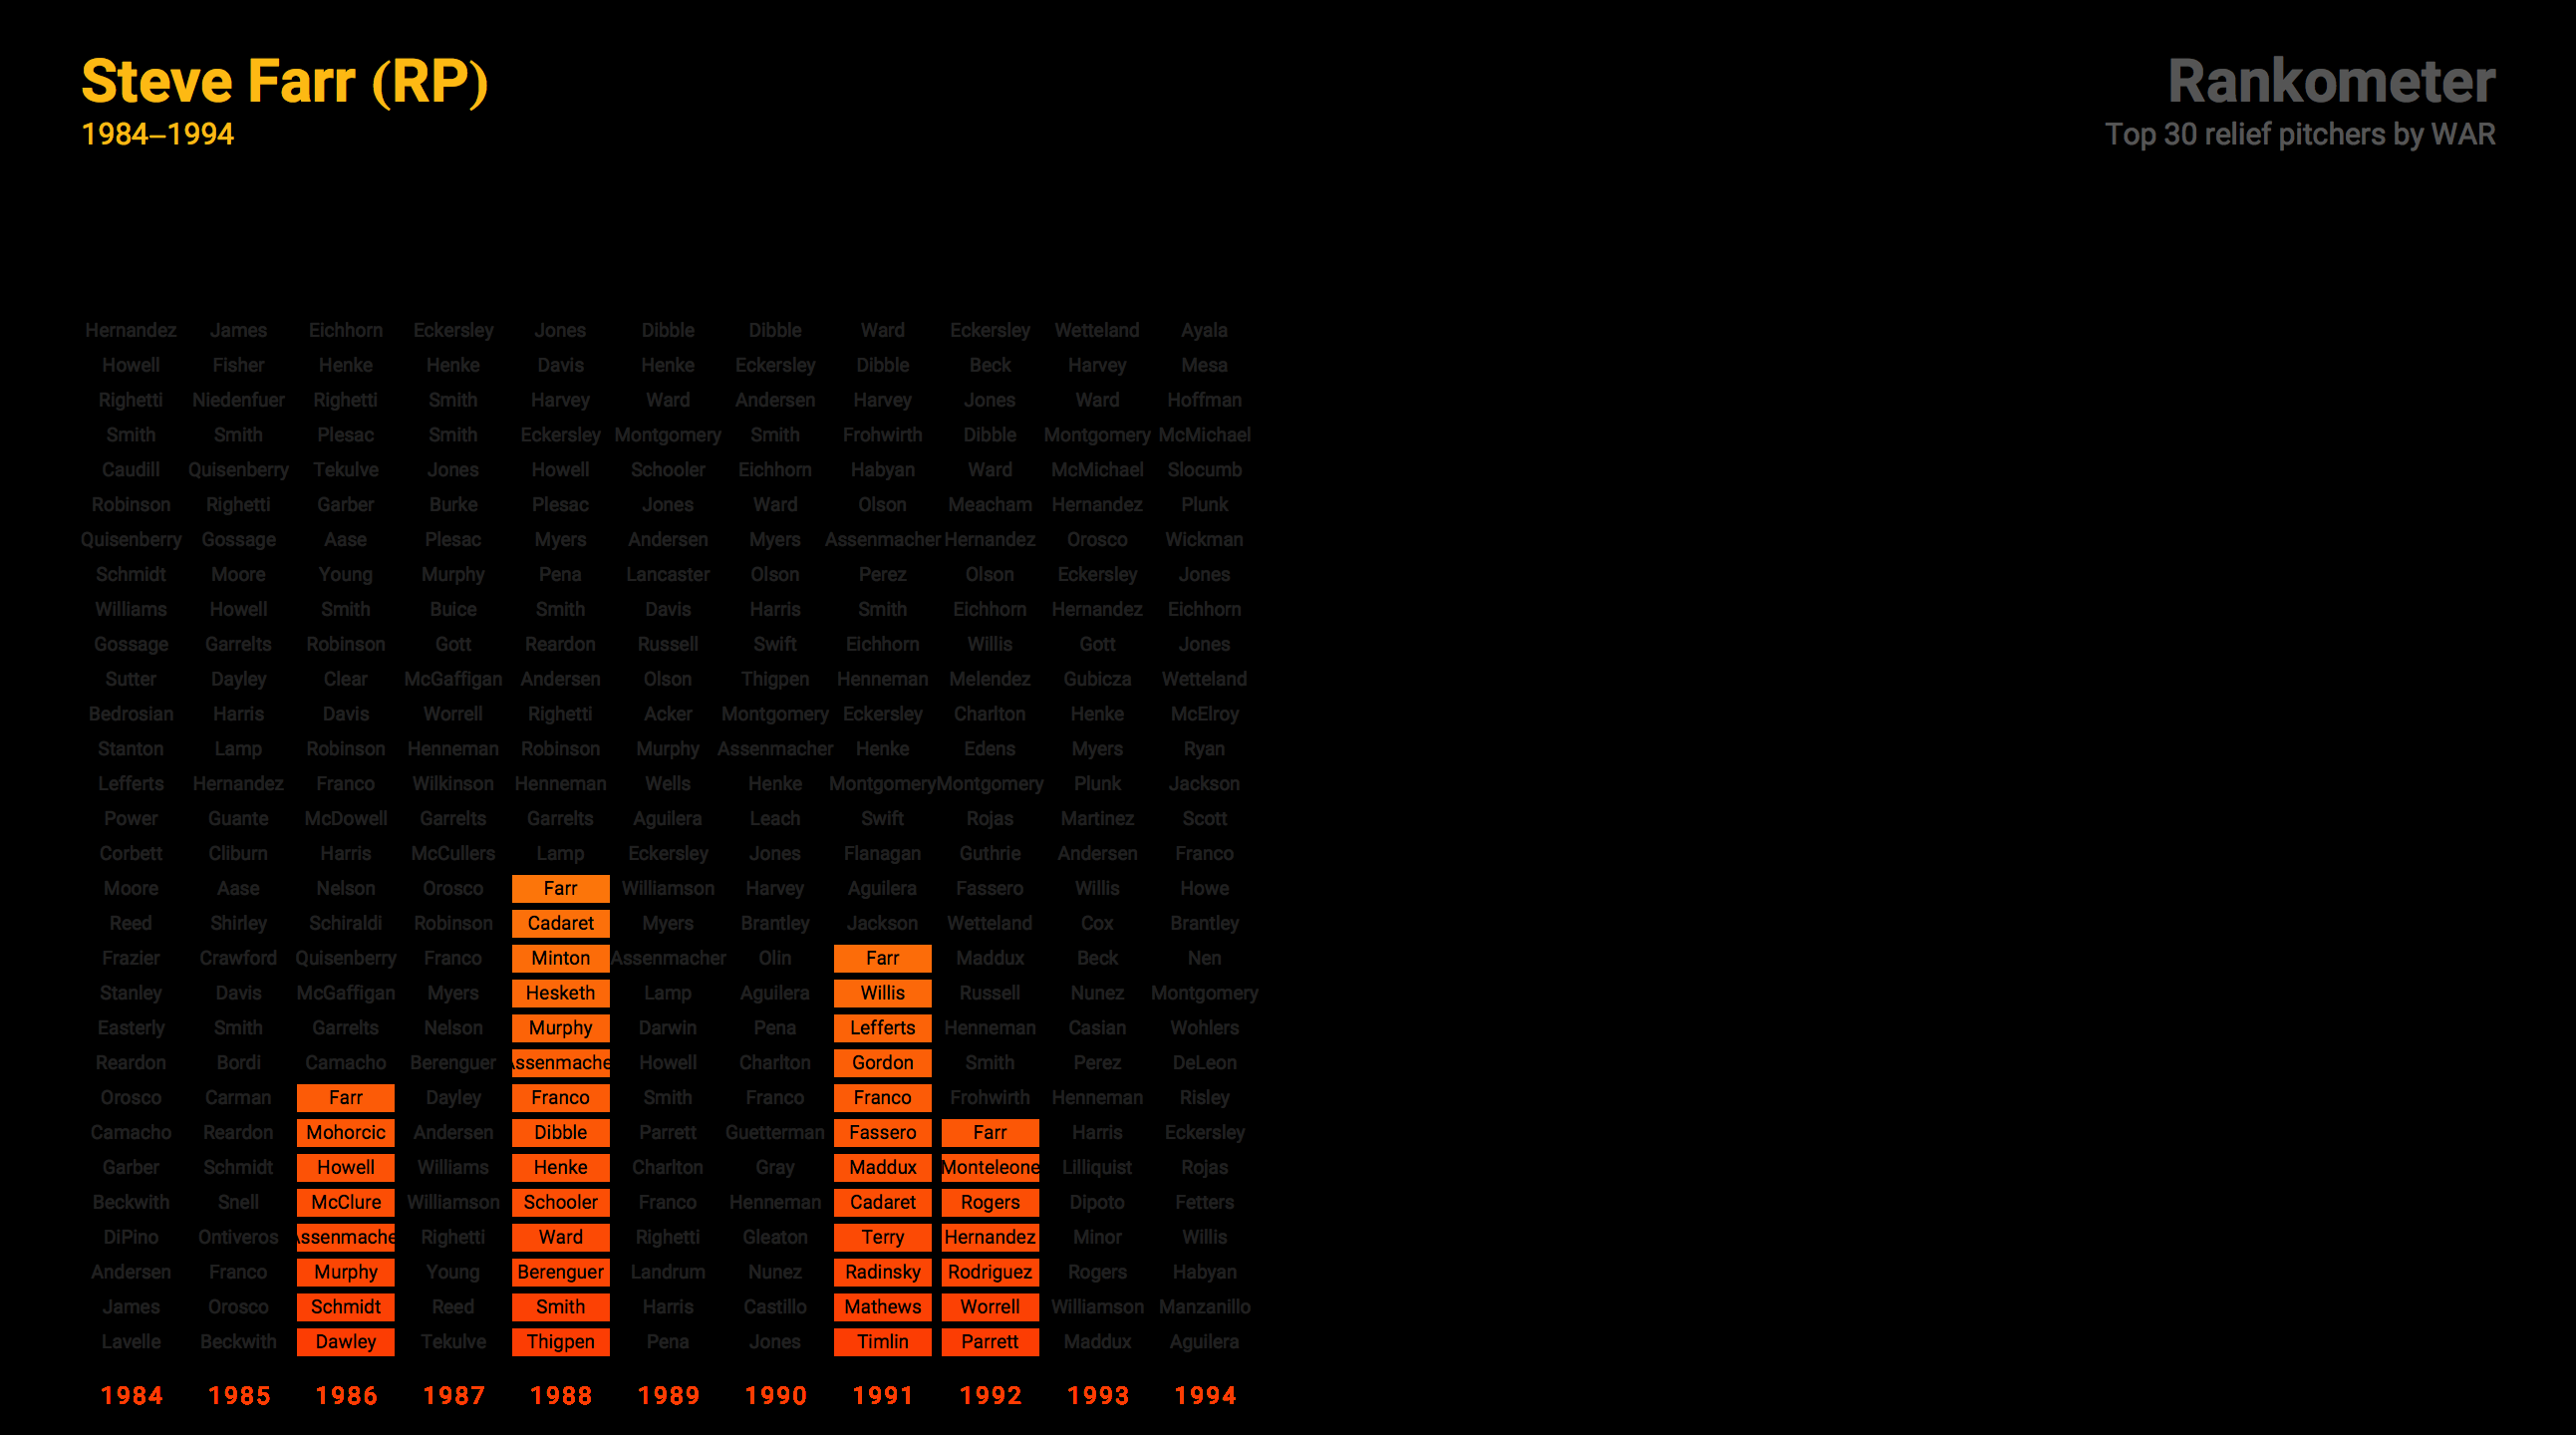 Steve Farr (RP)
1984–1994
Rankometer
Top 30 relief pitchers by WAR
Hernandez James Eichhorn Eckersley Jones Dibble Dibble Ward Eckersley Wetteland Ayala
Howell Fisher Henke Henke Davis Henke Eckersley Dibble Beck Harvey Mesa
Righetti Niedenfuer Righetti Smith Harvey Ward Andersen Harvey Jones Ward Hoffman
Smith Smith Plesac Smith Eckersley Montgomery Smith Frohwirth Dibble Montgomery McMichael
Caudill Quisenberry Tekulve Jones Howell Schooler Eichhorn Habyan Ward McMichael Slocumb
Robinson Righetti Garber Burke Plesac Jones Ward Olson Meacham Hernandez Plunk
Quisenberry Gossage Aase Plesac Myers Andersen Myers Assenmacher Hernandez Orosco Wickman
Schmidt Moore Young Murphy Pena Lancaster Olson Perez Olson Eckersley Jones
Williams Howell Smith Buice Smith Davis Harris Smith Eichhorn Hernandez Eichhorn
Gossage Garrelts Robinson Gott Reardon Russell Swift Eichhorn Willis Gott Jones
Sutter Dayley Clear McGaffigan Andersen Olson Thigpen Henneman Melendez Gubicza Wetteland
Bedrosian Harris Davis Worrell Righetti Acker Montgomery Eckersley Charlton Henke McElroy
Stanton Lamp Robinson Henneman Robinson Murphy Assenmacher Henke Edens Myers Ryan
Lefferts Hernandez Franco Wilkinson Henneman Wells Henke Montgomery Montgomery Plunk Jackson
Power Guante McDowell Garrelts Garrelts Aguilera Leach Swift Rojas Martinez Scott
Corbett Cliburn Harris McCullers Lamp Eckersley Jones Flanagan Guthrie Andersen Franco
Moore Aase Nelson Orosco Farr Williamson Harvey Aguilera Fassero Willis Howe
Reed Shirley Schiraldi Robinson Cadaret Myers Brantley Jackson Wetteland Cox Brantley
Frazier Crawford Quisenberry Franco Minton Assenmacher Olin Farr Maddux Beck Nen
Stanley Davis McGaffigan Myers Hesketh Lamp Aguilera Willis Russell Nunez Montgomery
Easterly Smith Garrelts Nelson Murphy Darwin Pena Lefferts Henneman Casian Wohlers
Reardon Bordi Camacho Berenguer Assenmache Howell Charlton Gordon Smith Perez DeLeon
Orosco Carman Farr Dayley Franco Smith Franco Franco Frohwirth Henneman Risley
Camacho Reardon Mohorcic Andersen Dibble Parrett Guetterman Fassero Farr Harris Eckersley
Garber Schmidt Howell Williams Henke Charlton Gray Maddux Monteleone Lilliquist Rojas
Beckwith Snell McClure Williamson Schooler Franco Henneman Cadaret Rogers Dipoto Fetters
DiPino Ontiveros Assenmache Righetti Ward Righetti Gleaton Terry Hernandez Minor Willis
Andersen Franco Murphy Young Berenguer Landrum Nunez Radinsky Rodriguez Rogers Habyan
James Orosco Schmidt Reed Smith Harris Castillo Mathews Worrell Williamson Manzanillo
Lavelle Beckwith Dawley Tekulve Thigpen Pena Jones Timlin Parrett Maddux Aguilera
1984 1985 1986 1987 1988 1989 1990 1991 1992 1993 1994